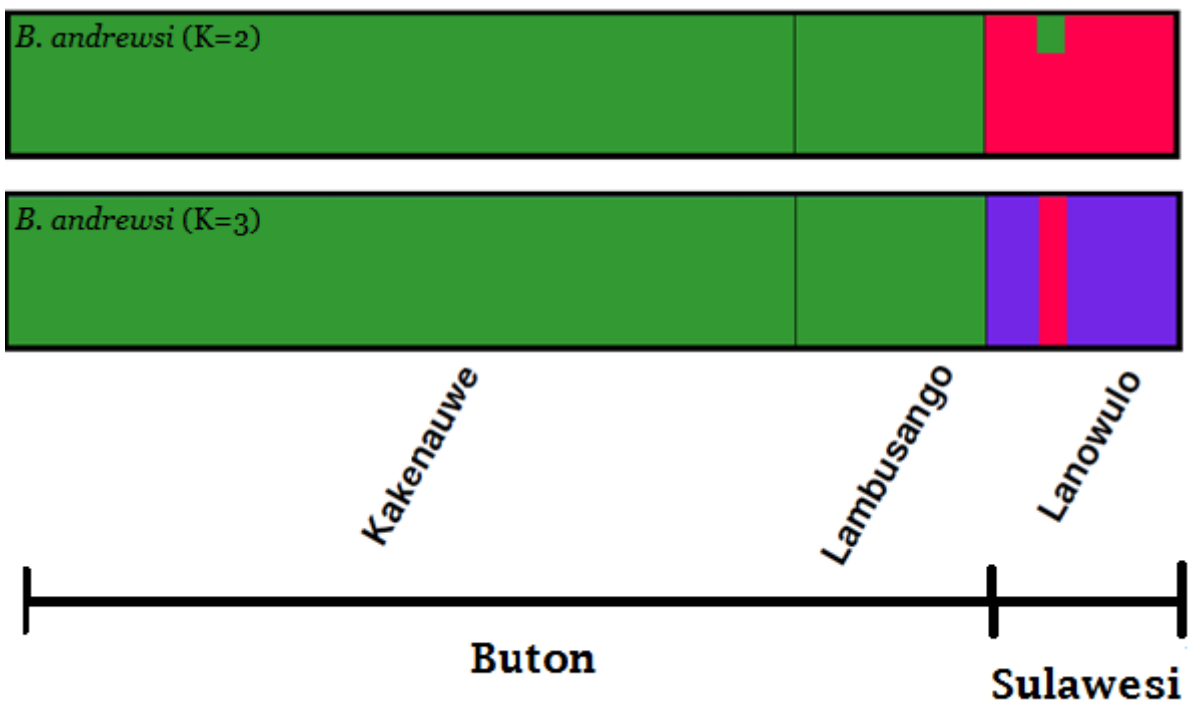 B. andrewsi (K=2)
B. andrewsi (K=3)
Kakenauwe
Lambusango
Lanowulo
Buton
Sulawesi